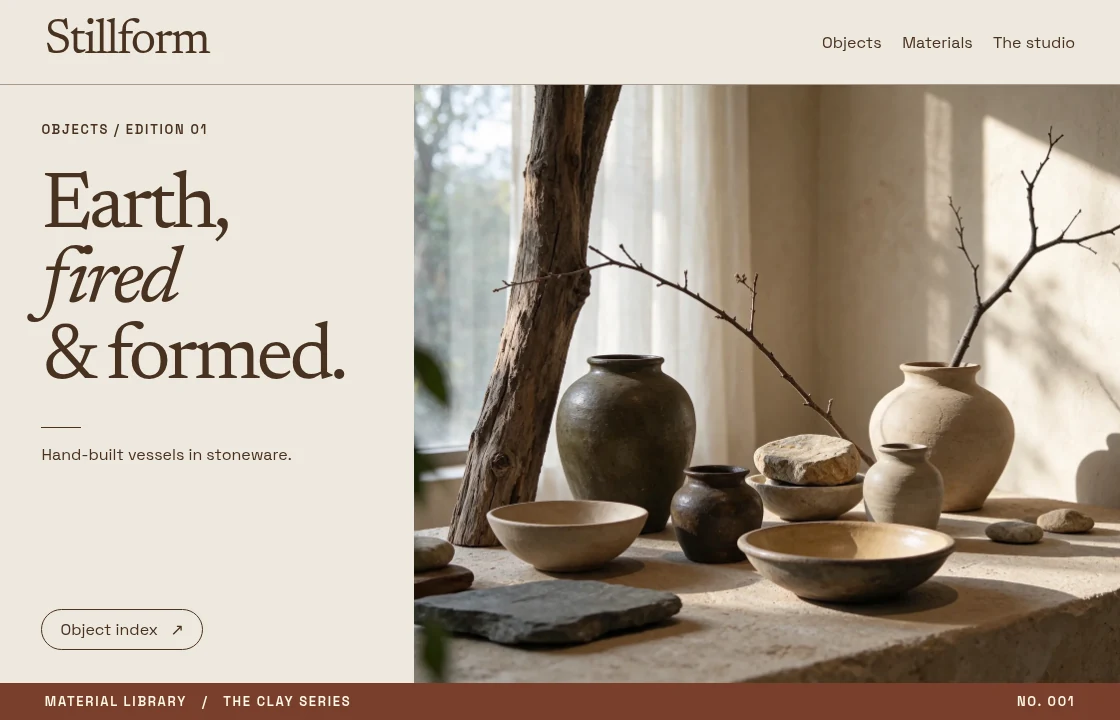 Stillform
Objects Materials The studio
OBJECTS / EDITION 01
Earth,
fired
& formed.
Hand-built vessels in stoneware.
Object index ↗
MATERIAL LIBRARY / THE CLAY SERIES
NO. 001